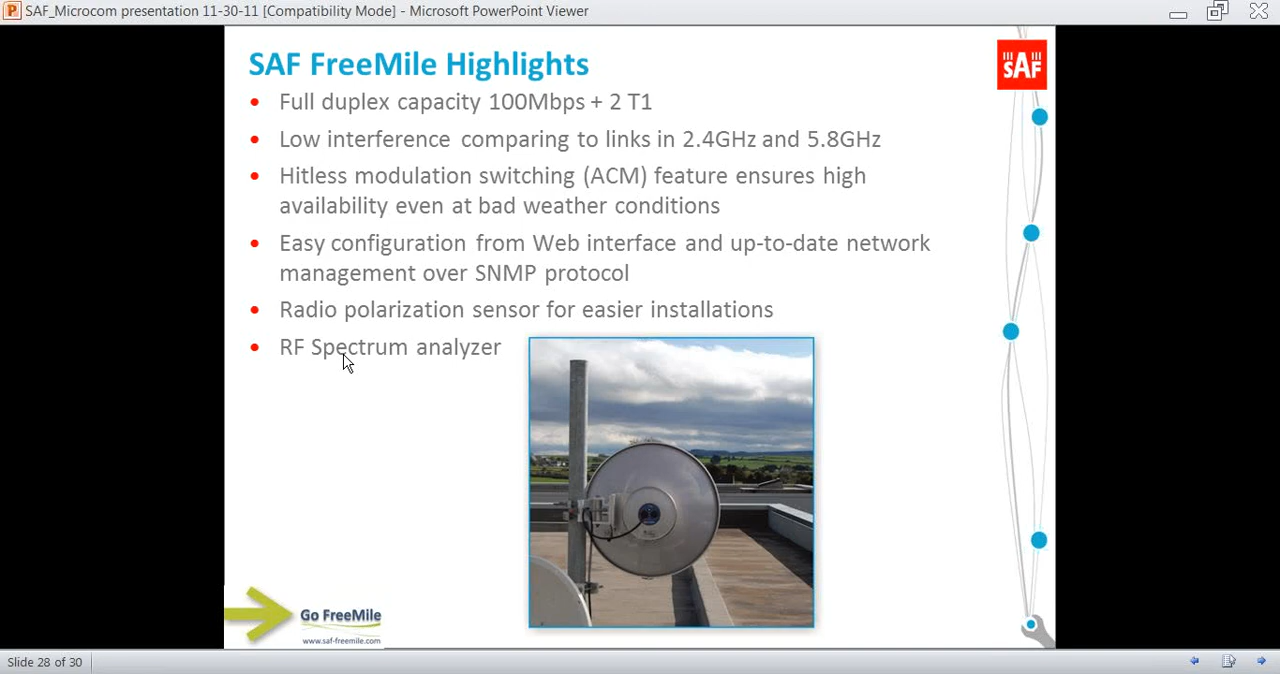 SAF_Microcom presentation 11-30-11 [Compatibility Mode] - Microsoft PowerPoint Viewer
SAF FreeMile Highlights
SAF
• Full duplex capacity 100Mbps + 2 T1
• Low interference comparing to links in 2.4GHz and 5.8GHz
• Hitless modulation switching (ACM) feature ensures high
availability even at bad weather conditions
• Easy configuration from Web interface and up-to-date network
management over SNMP protocol
• Radio polarization sensor for easier installations
• RF Spectrum analyzer
Go FreeMile
www.saf-freemile.com
Slide 28 of 30